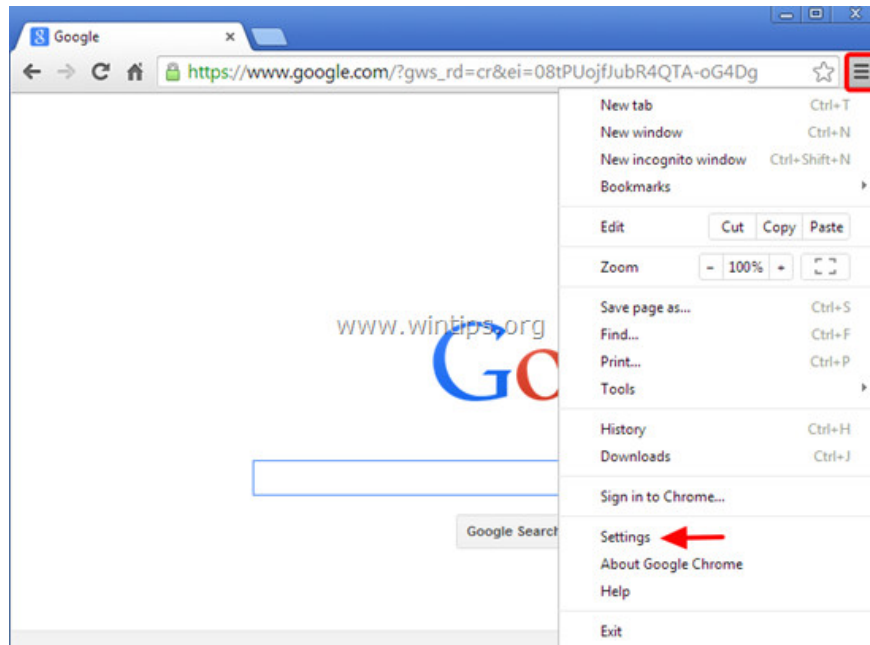 Google
https://www.google.com/?gws_rd=cr&ei=08tPUojfJubR4QTA-oG4Dg
New tab Ctrl+T
New window Ctrl+N
New incognito window Ctrl+Shift+N
Bookmarks
Edit Cut Copy Paste
Zoom - 100% +
Save page as... Ctrl+S
www.wintips.org
Find... Ctrl+F
Print... Ctrl+P
Go
Tools
History Ctrl+H
Downloads Ctrl+J
Sign in to Chrome...
Google Search
Settings
About Google Chrome
Help
Exit